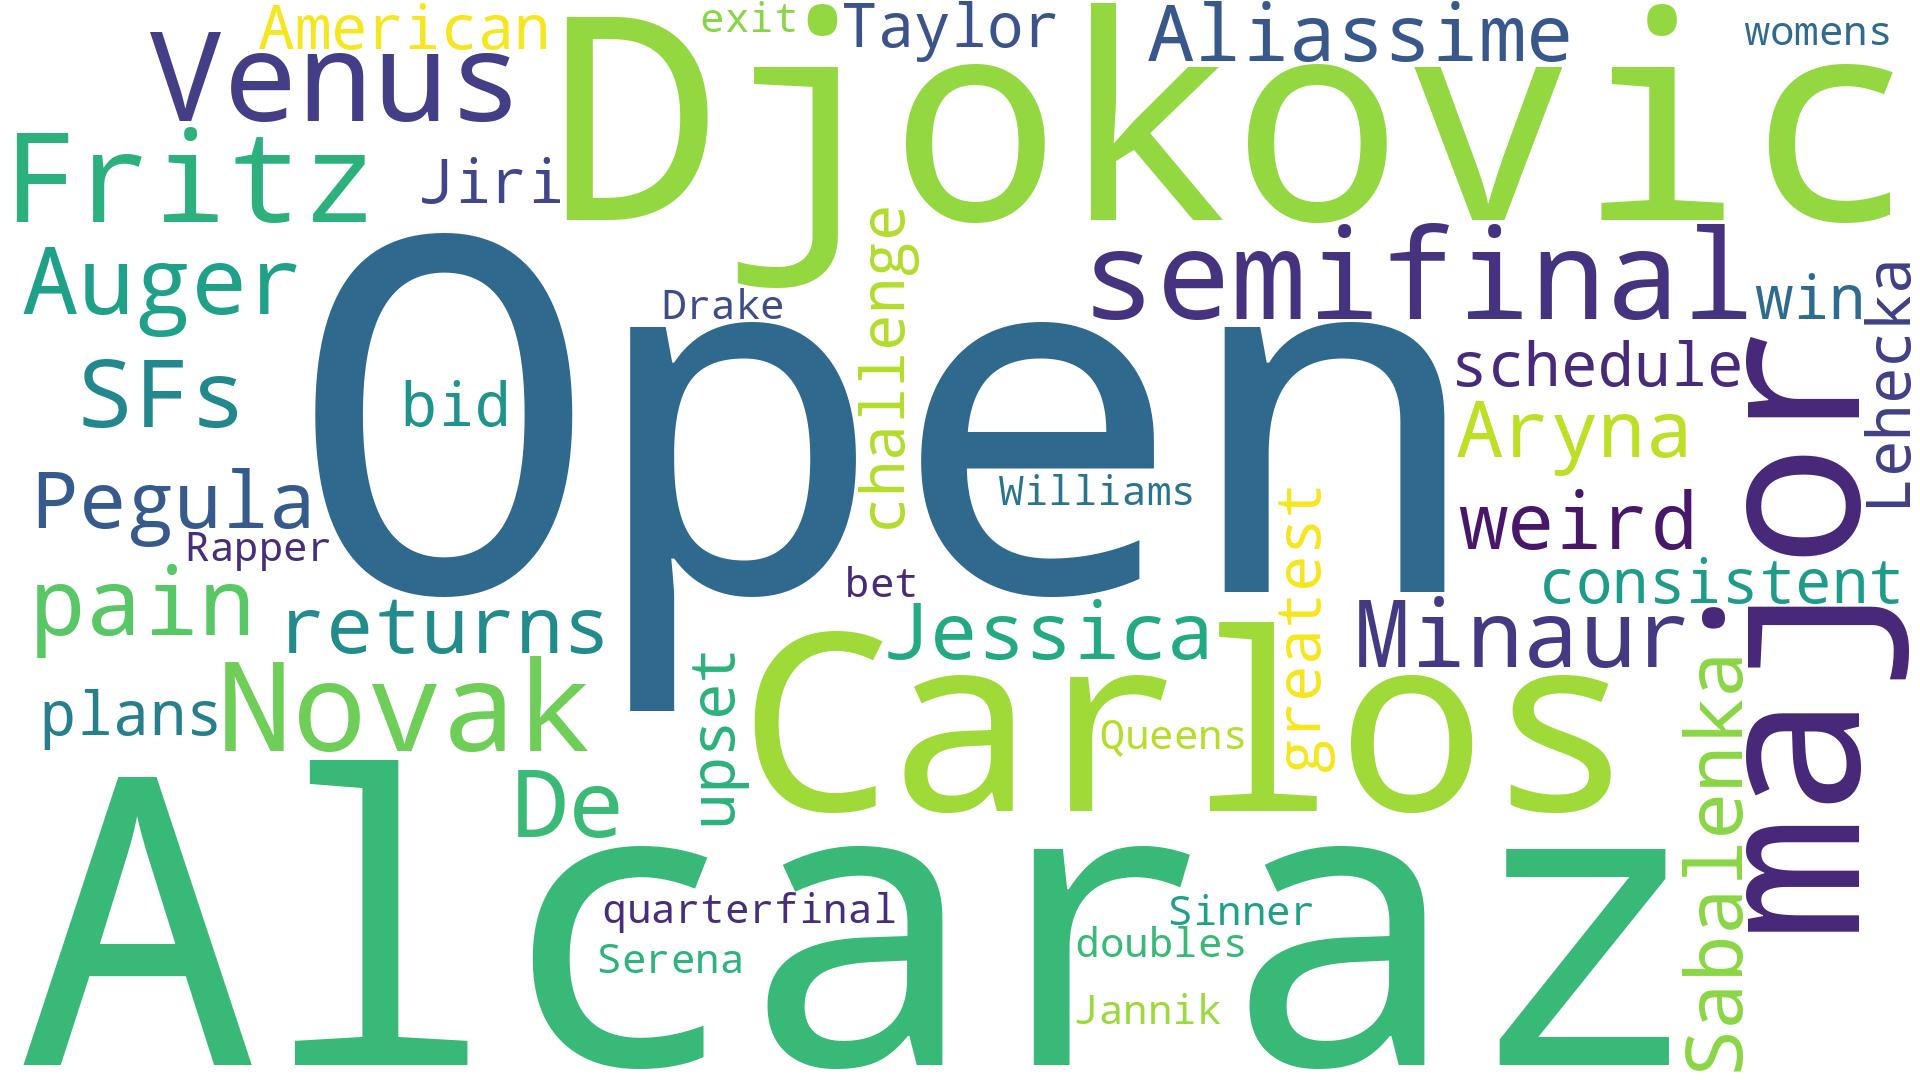 American
exit
Taylor
Aliassime
womens
Venus
Djokovic
Fritz
Jiri
Auger
semifinal
win
Lehecka
Drake
challenge
Open
SFs
bid
schedule
major
Aryna
Pegula
Williams
greatest
weird
Rapper
pain
bet
consistent
returns
Jessica
Minaur
Novak
plans
upset
Carlos
Queens
Sabalenka
De
Alcaraz
quarterfinal
Sinner
Serena
doubles
Jannik